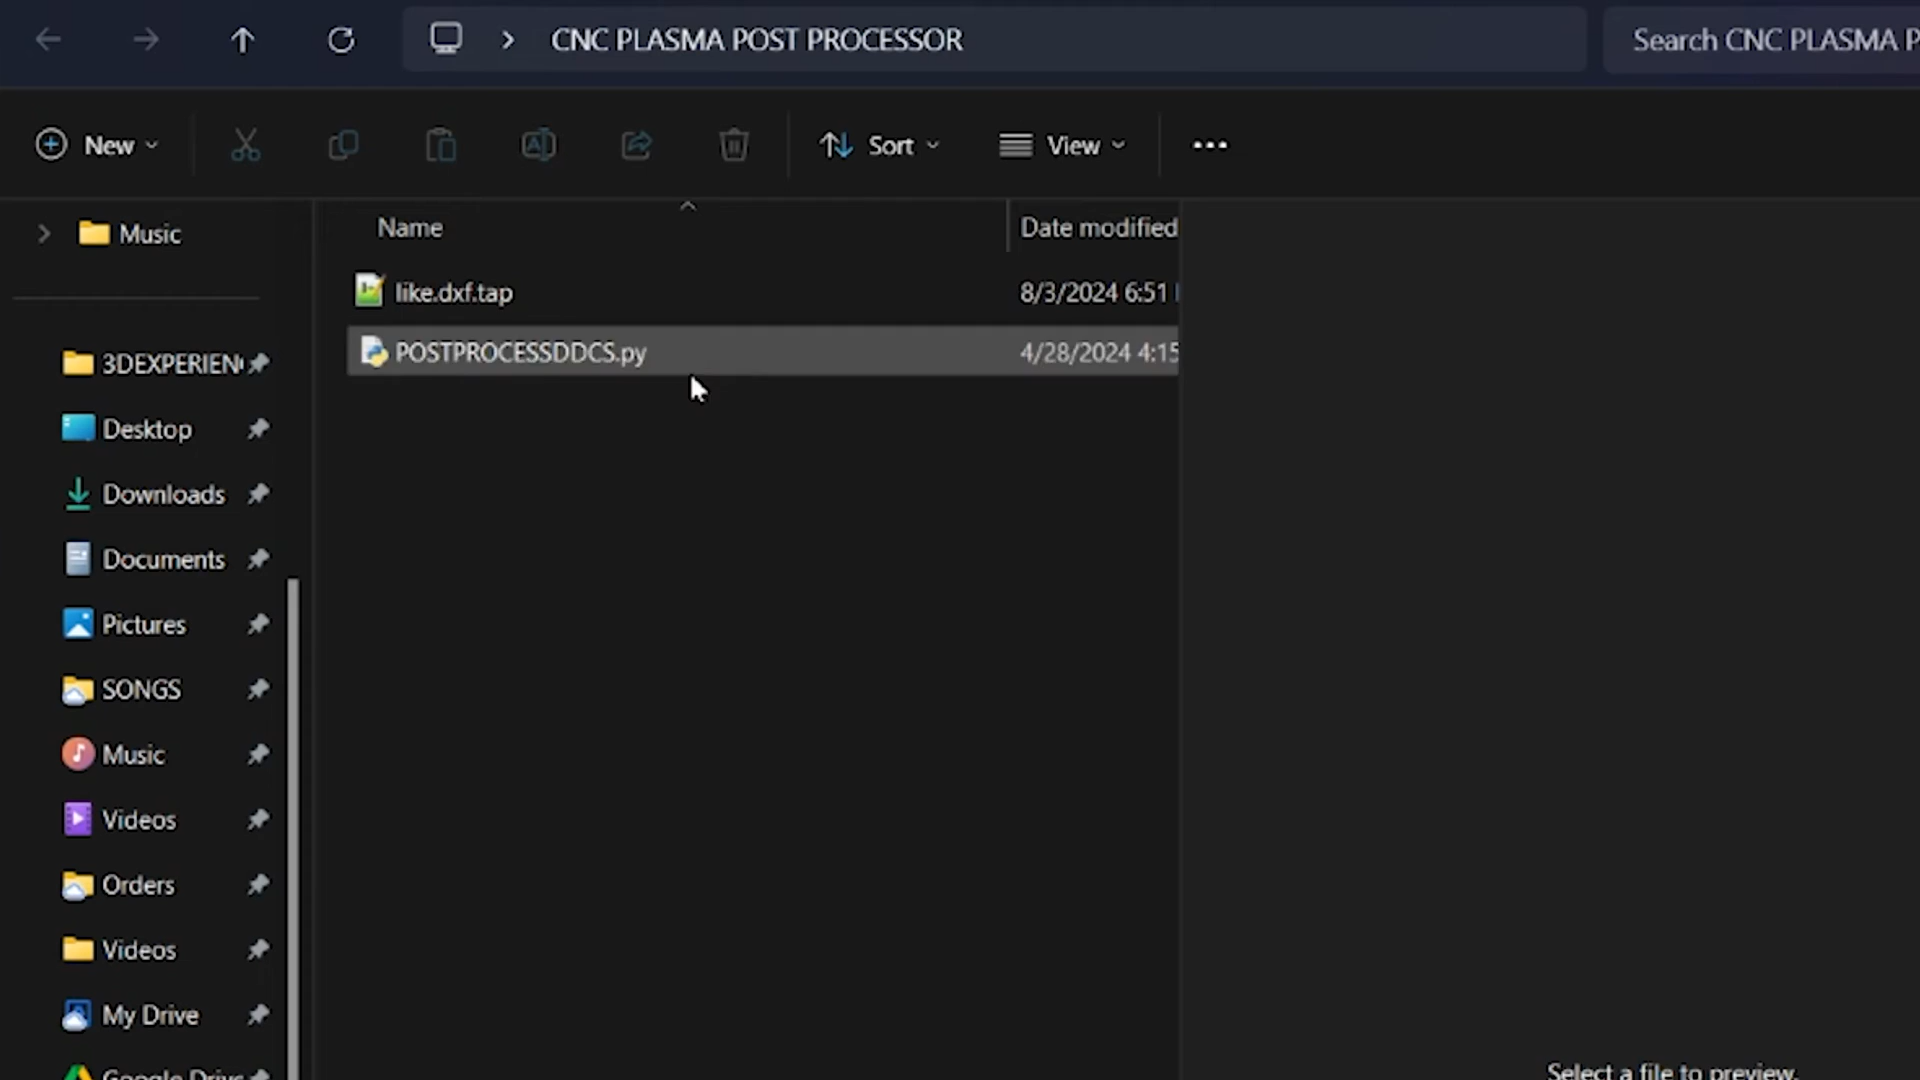 CNC PLASMA POST PROCESSOR
Search CNC PLASMA P
New
Sort
View
Music
Name
Date modified
like.dxf.tap
8/3/2024 6:51
POSTPROCESSDDCS.py
4/28/2024 4:15
3DEXPERIEN
Desktop
Downloads
Documents
Pictures
SONGS
Music
Videos
Orders
Videos
My Drive
Google Drive
Select a file to preview.